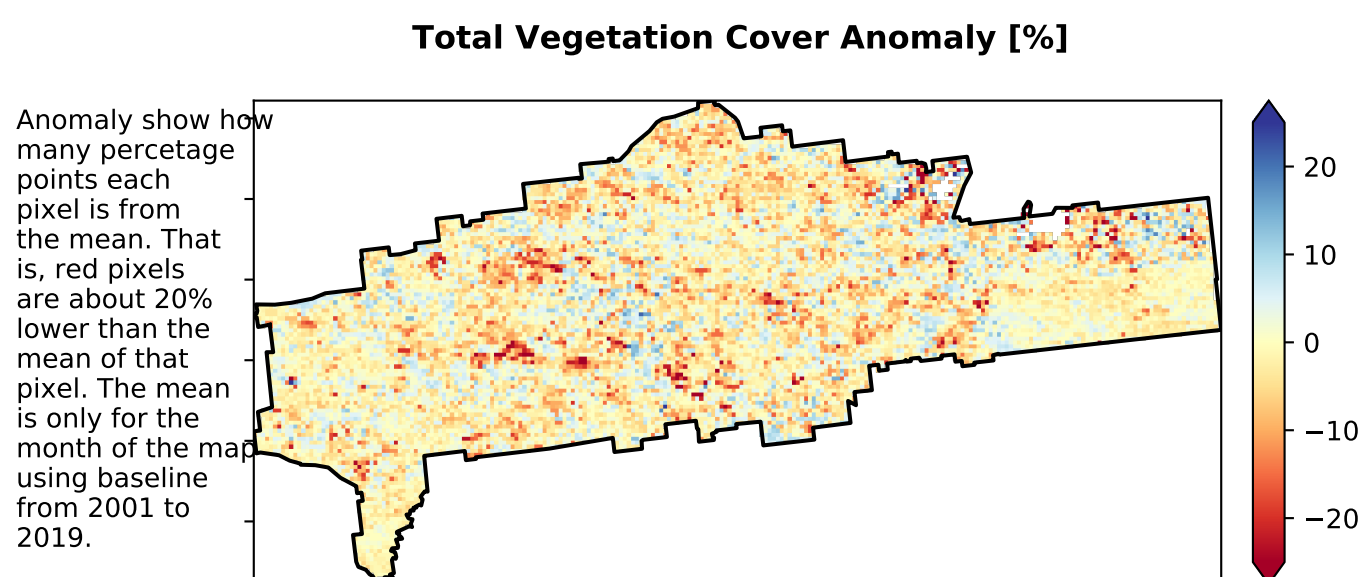 Total Vegetation Cover Anomaly [%]
Anomaly show how
many percetage
points each
pixel is from
the mean. That
is, red pixels
are about 20%
lower than the
mean of that
pixel. The mean
is only for the
month of the map
using baseline
from 2001 to
2019.
20
10
0
−10
−20